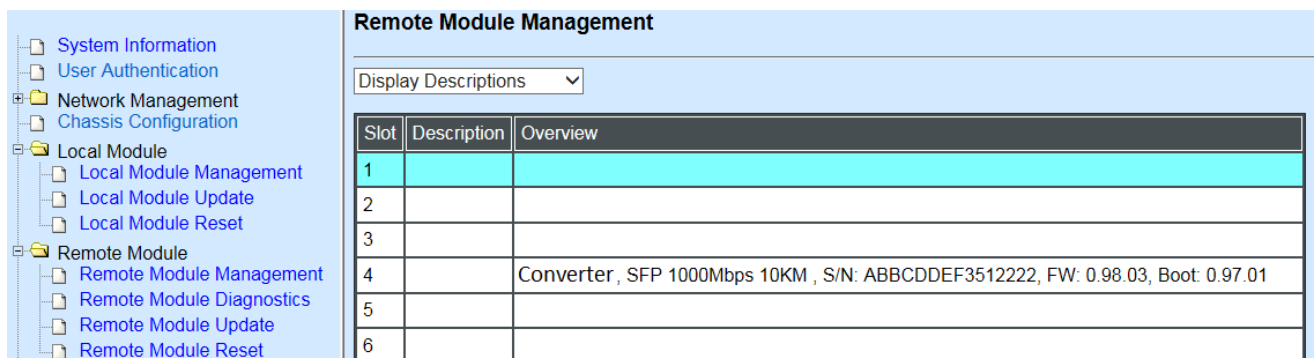 System Information
User Authentication
Network Management
Chassis Configuration
Local Module
Local Module Management
Local Module Update
Local Module Reset
Remote Module
Remote Module Management
Remote Module Diagnostics
Remote Module Update
Remote Module Reset
Remote Module Management
Display Descriptions
Slot Description Overview
1
2
3
4 Converter, SFP 1000Mbps 10KM , S/N: ABBCDDEF3512222, FW: 0.98.03, Boot: 0.97.01
5
6